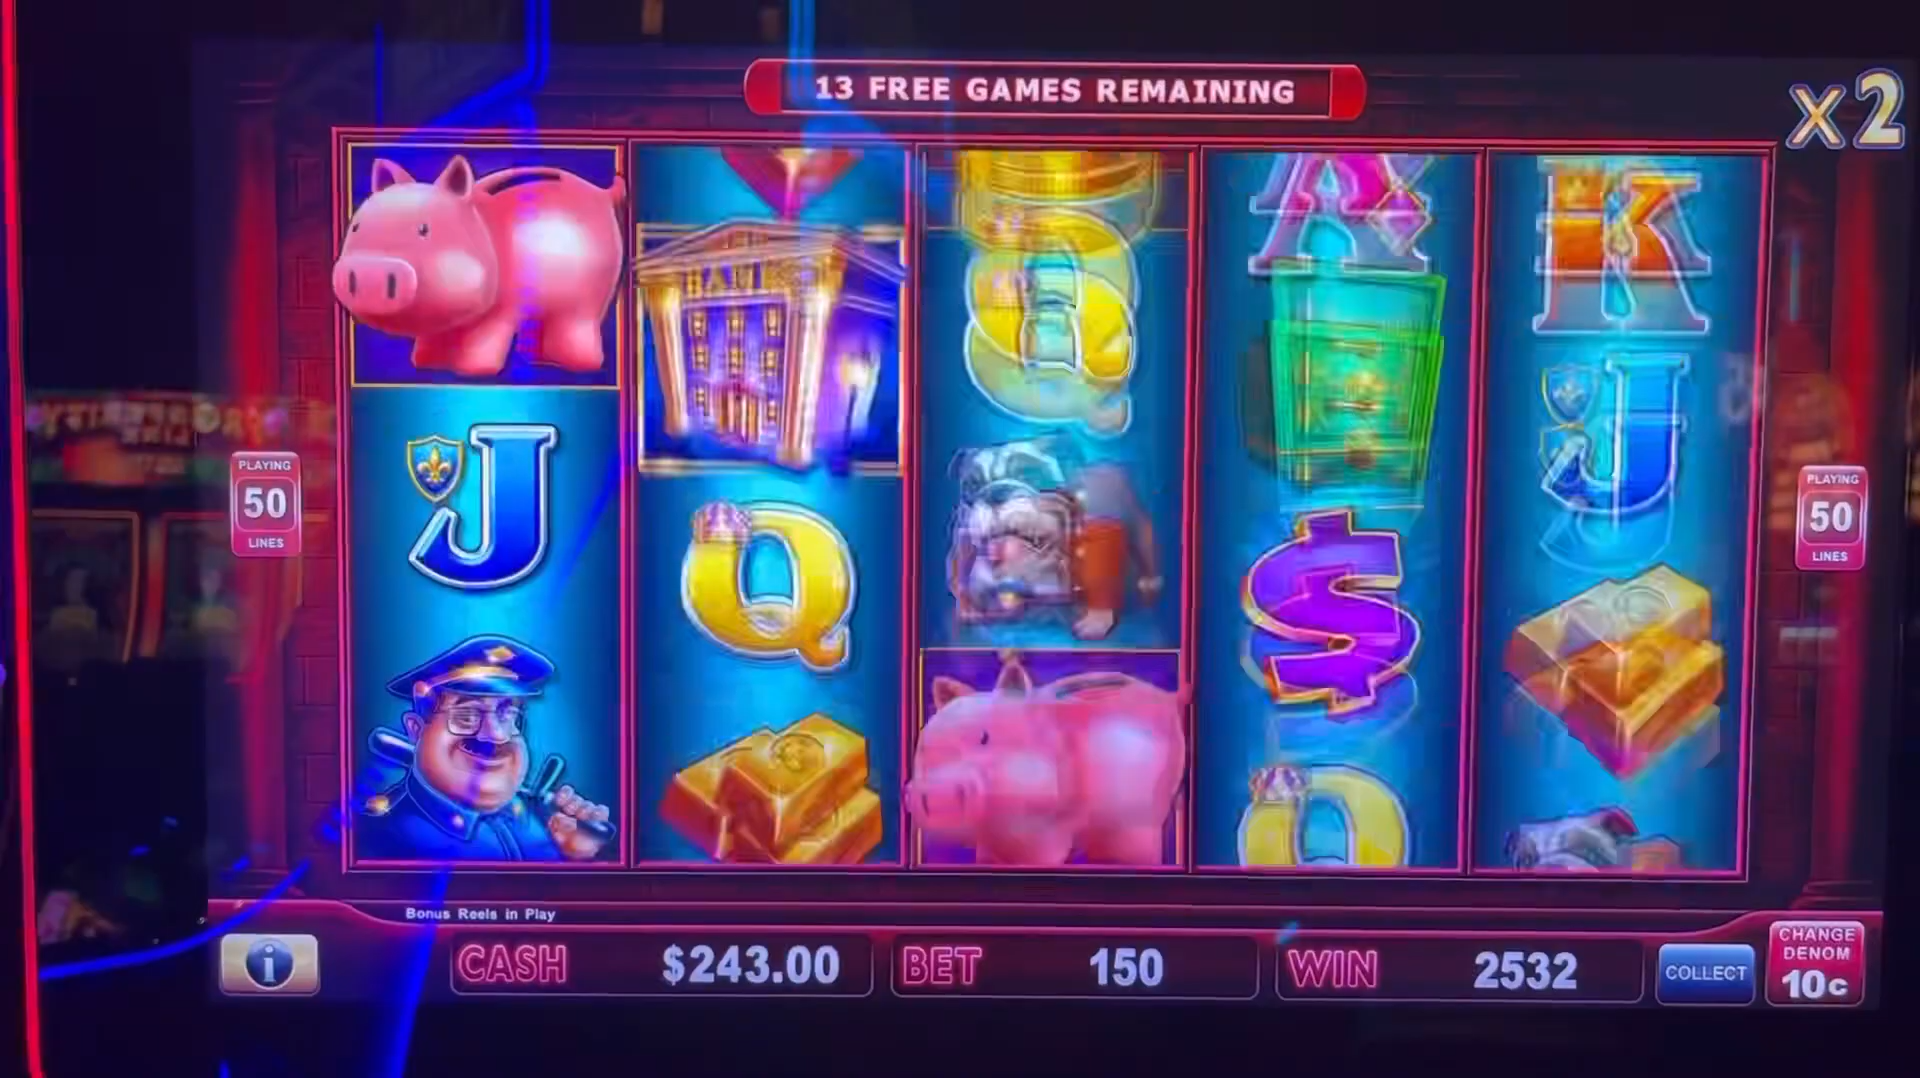 13 FREE GAMES REMAINING
X2
BANK
A
K
Q
J
J
PLAYING
50
LINES
PLAYING
50
LINES
Q
$
Q
Bonus Reels in Play
CASH $243.00
BET 150
WIN 2532
COLLECT
CHANGE
DENOM
10c
i